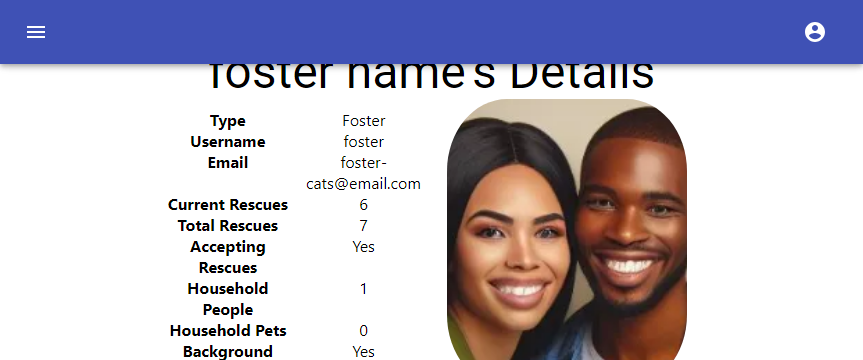 foster name's Details
Type Foster
Username foster
Email foster-
cats@email.com
Current Rescues 6
Total Rescues 7
Accepting Yes
Rescues
Household 1
People
Household Pets 0
Background Yes